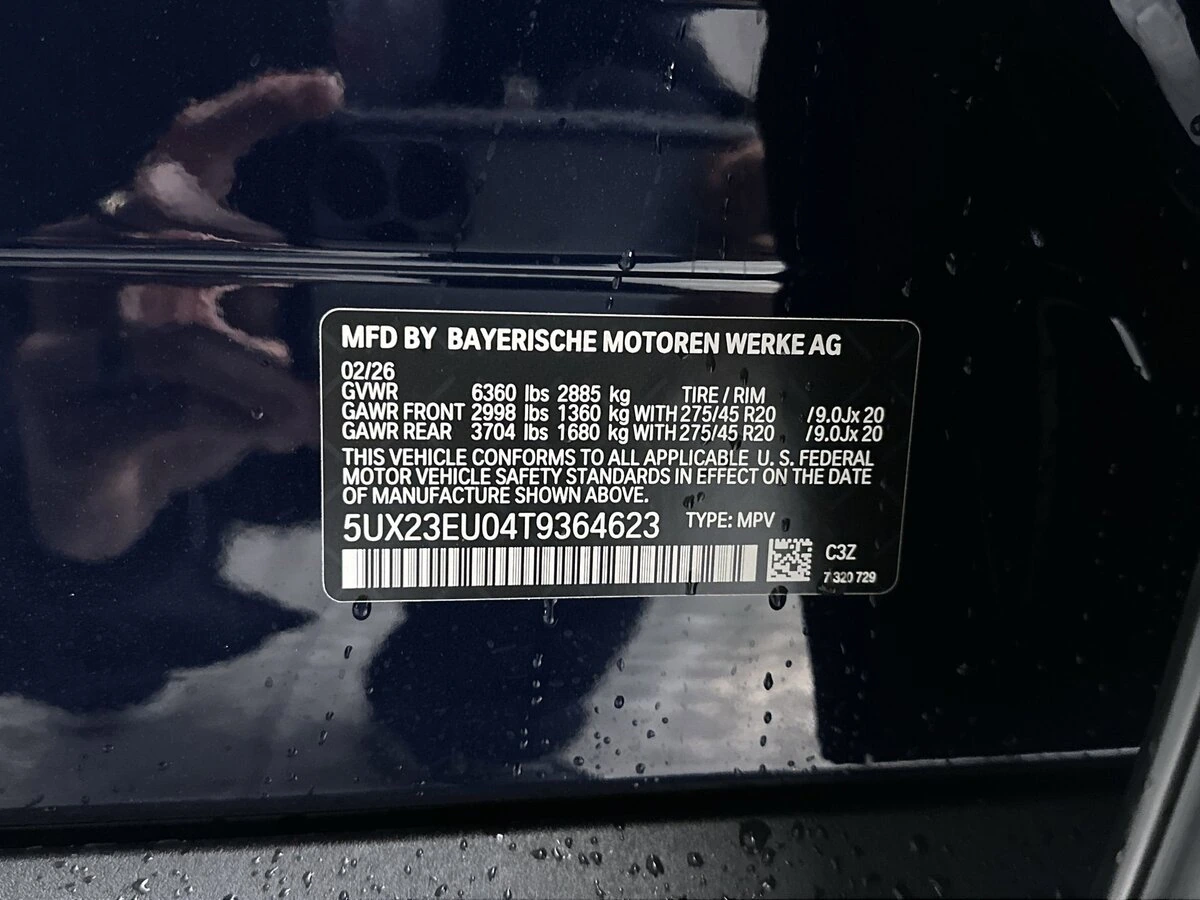 MFD BY BAYERISCHE MOTOREN WERKE AG
02/26
GVWR 6360 lbs 2885 kg TIRE / RIM
GAWR FRONT 2998 lbs 1360 kg WITH 275/45 R20 /9.0Jx 20
GAWR REAR 3704 lbs 1680 kg WITH 275/45 R20 /9.0Jx 20
THIS VEHICLE CONFORMS TO ALL APPLICABLE U. S. FEDERAL
MOTOR VEHICLE SAFETY STANDARDS IN EFFECT ON THE DATE
OF MANUFACTURE SHOWN ABOVE.
5UX23EU04T9364623 TYPE: MPV
C3Z
7 320 729